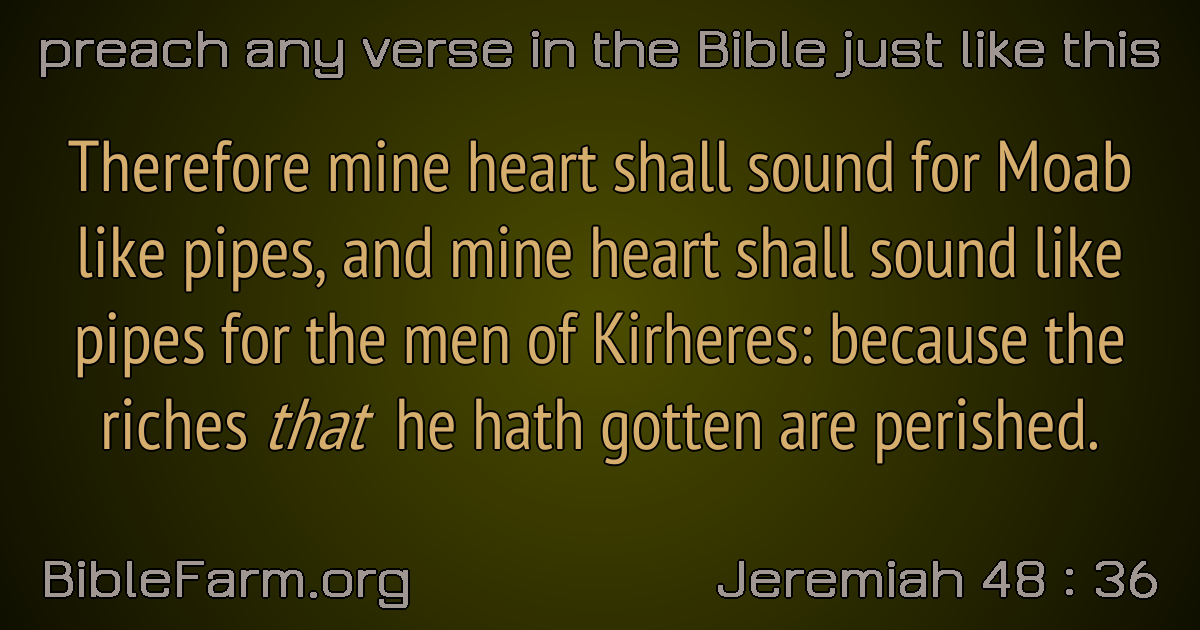 preach any verse in the Bible just like this
Therefore mine heart shall sound for Moab
like pipes, and mine heart shall sound like
pipes for the men of Kirheres: because the
riches that he hath gotten are perished.
BibleFarm.org
Jeremiah 48 : 36